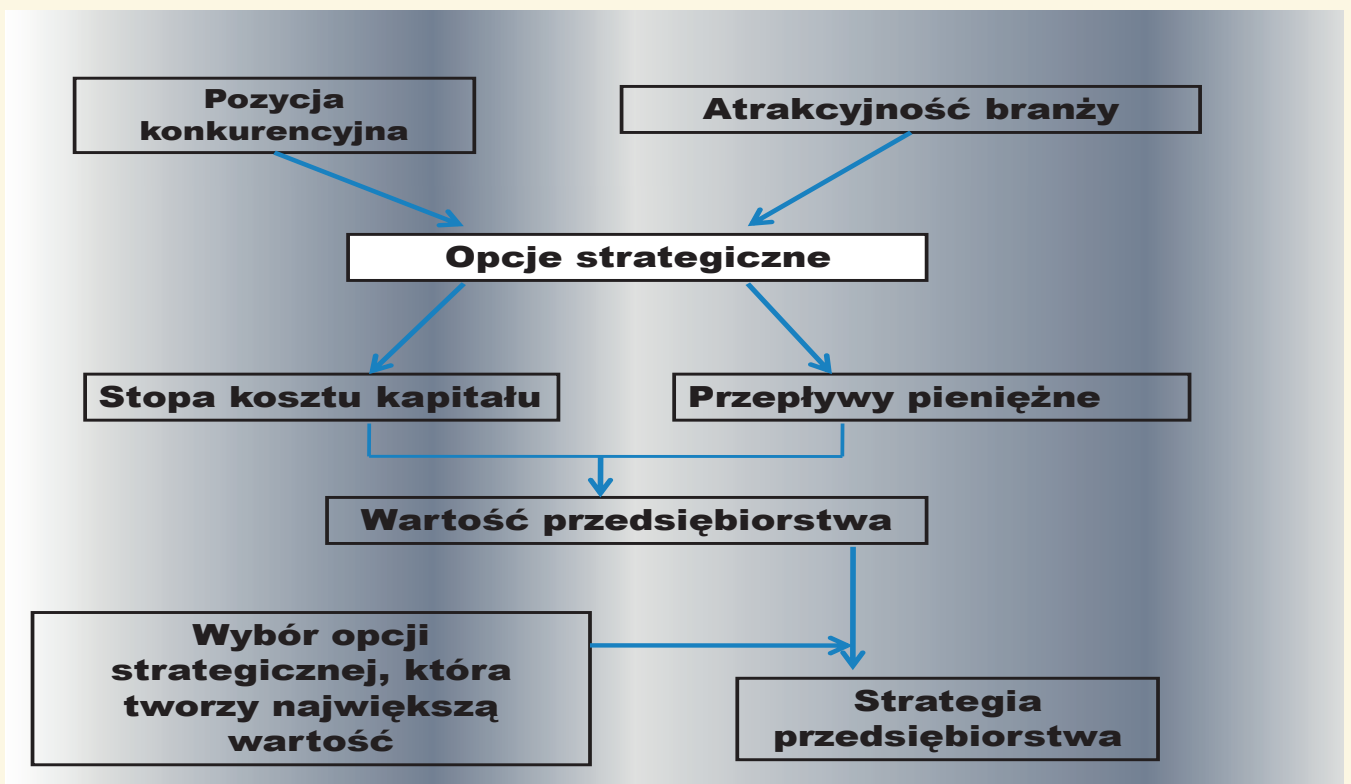 Pozycja
konkurencyjna
Atrakcyjność branży
Opcje strategiczne
Stopa kosztu kapitału
Przepływy pieniężne
Wartość przedsiębiorstwa
Wybór opcji
strategicznej, która
tworzy największą
wartość
Strategia
przedsiębiorstwa